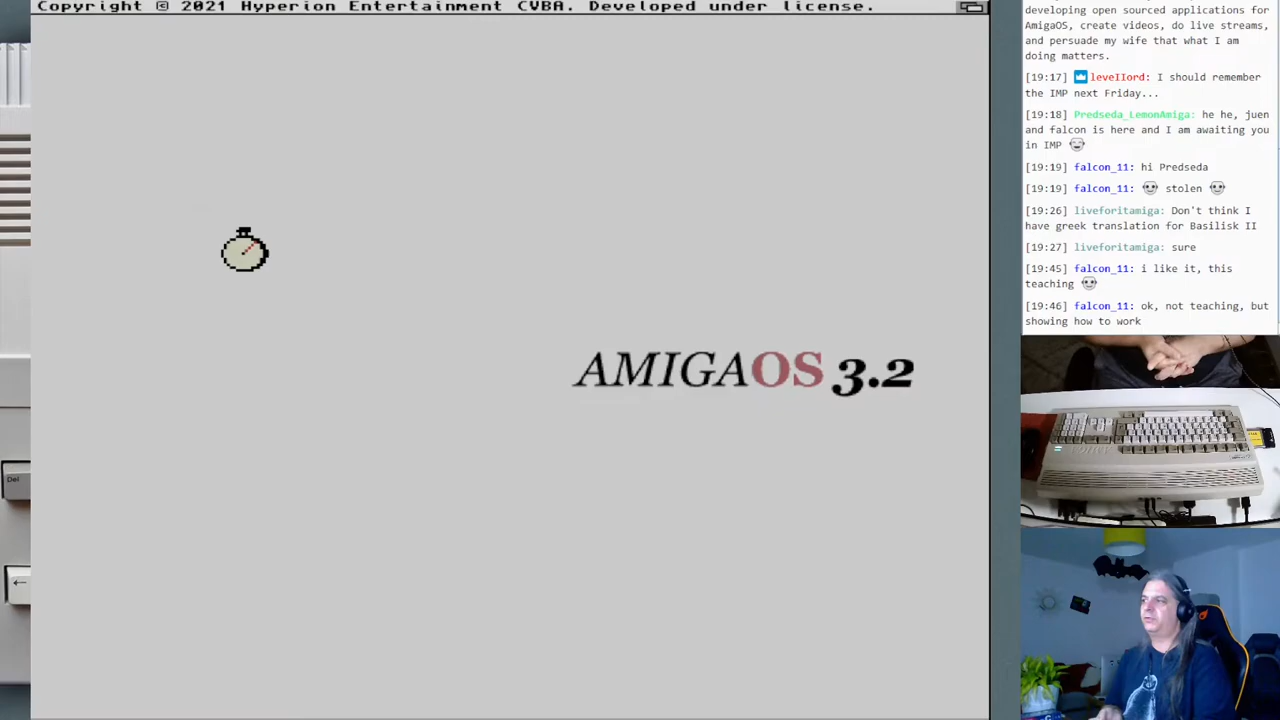 Copyright © 2021 Hyperion Entertainment CVBA. Developed under license.
AMIGAOS 3.2
Del
←
developing open sourced applications for
AmigaOS, create videos, do live streams,
and persuade my wife that what I am
doing matters.
[19:17] leveIIord: I should remember
the IMP next Friday...
[19:18] Predseda_LemonAmiga: he he, juen
and falcon is here and I am awaiting you
in IMP
[19:19] falcon_11: hi Predseda
[19:19] falcon_11: stolen
[19:26] liveforitamiga: Don't think I
have greek translation for Basilisk II
[19:27] liveforitamiga: sure
[19:45] falcon_11: i like it, this
teaching
[19:46] falcon_11: ok, not teaching, but
showing how to work